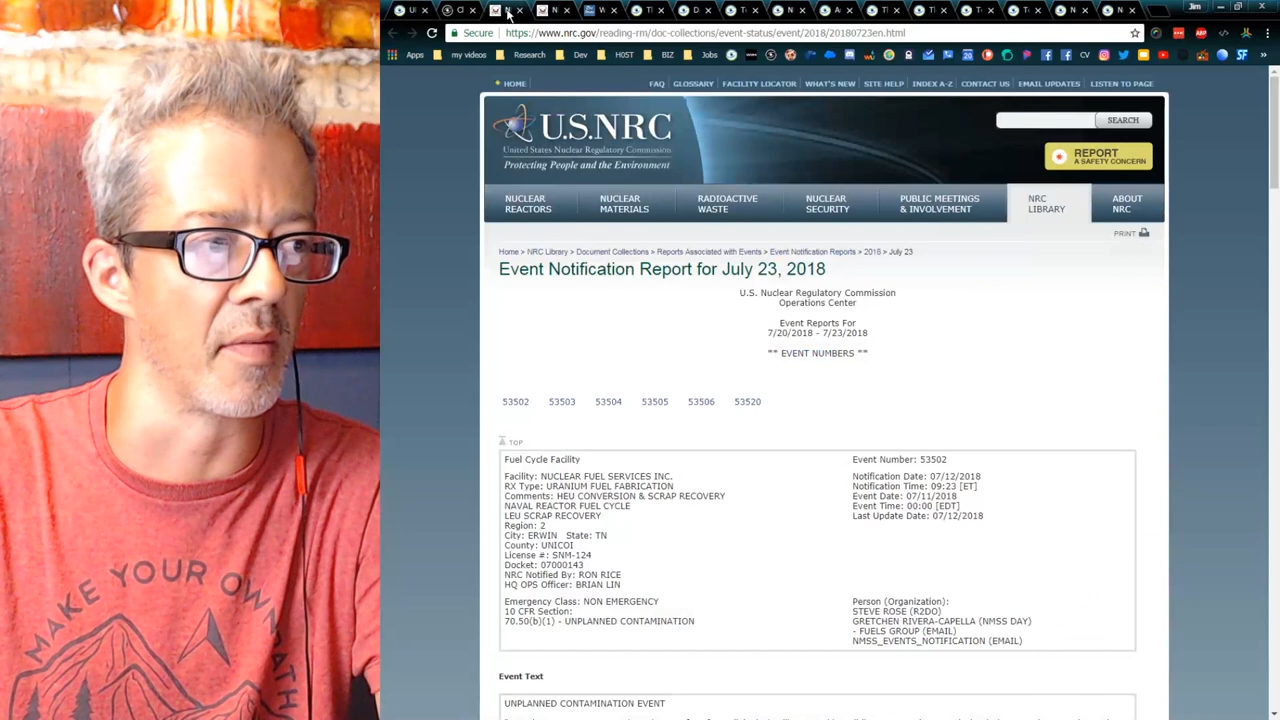 Jim
Secure https://www.nrc.gov/reading-rm/doc-collections/event-status/event/2018/20180723en.html
Apps my videos Research Dev H0ST BIZ Jobs CV
HOME FAQ GLOSSARY FACILITY LOCATOR WHAT'S NEW SITE HELP INDEX A-Z CONTACT US EMAIL UPDATES LISTEN TO PAGE
U.S.NRC
United States Nuclear Regulatory Commission
Protecting People and the Environment
SEARCH
REPORT
A SAFETY CONCERN
NUCLEAR REACTORS
NUCLEAR MATERIALS
RADIOACTIVE WASTE
NUCLEAR SECURITY
PUBLIC MEETINGS & INVOLVEMENT
NRC LIBRARY
ABOUT NRC
PRINT
Home > NRC Library > Document Collections > Reports Associated with Events > Event Notification Reports > 2018 > July 23
Event Notification Report for July 23, 2018
U.S. Nuclear Regulatory Commission
Operations Center
Event Reports For
7/20/2018 - 7/23/2018
** EVENT NUMBERS **
53502 53503 53504 53505 53506 53520
TOP
Fuel Cycle Facility
Facility: NUCLEAR FUEL SERVICES INC.
RX Type: URANIUM FUEL FABRICATION
Comments: HEU CONVERSION & SCRAP RECOVERY
NAVAL REACTOR FUEL CYCLE
LEU SCRAP RECOVERY
Region: 2
City: ERWIN State: TN
County: UNICOI
License #: SNM-124
Docket: 07000143
NRC Notified By: RON RICE
HQ OPS Officer: BRIAN LIN
Event Number: 53502
Notification Date: 07/12/2018
Notification Time: 09:23 [ET]
Event Date: 07/11/2018
Event Time: 00:00 [EDT]
Last Update Date: 07/12/2018
Emergency Class: NON EMERGENCY
10 CFR Section:
70.50(b)(1) - UNPLANNED CONTAMINATION
Person (Organization):
STEVE ROSE (R2DO)
GRETCHEN RIVERA-CAPELLA (NMSS DAY)
- FUELS GROUP (EMAIL)
NMSS_EVENTS_NOTIFICATION (EMAIL)
Event Text
UNPLANNED CONTAMINATION EVENT
MAKE YOUR OWN PATH